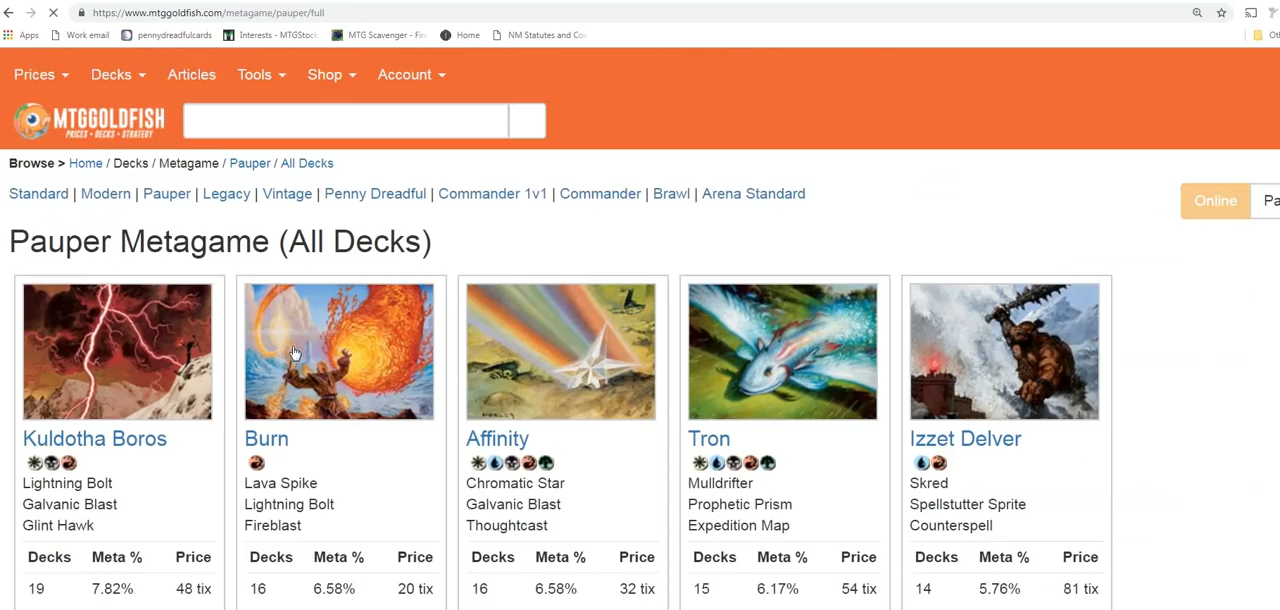 https://www.mtggoldfish.com/metagame/pauper/full
Apps Work email pennydreadfulcards Interests - MTGStock MTG Scavenger - Fin Home NM Statutes and Co
Prices Decks Articles Tools Shop Account
MTGGOLDFISH
PRICES • DECKS • STRATEGY
Browse > Home / Decks / Metagame / Pauper / All Decks
Standard | Modern | Pauper | Legacy | Vintage | Penny Dreadful | Commander 1v1 | Commander | Brawl | Arena Standard
Online Pa
Pauper Metagame (All Decks)
Kuldotha Boros Burn Affinity Tron Izzet Delver
Lightning Bolt Lava Spike Chromatic Star Mulldrifter Skred
Galvanic Blast Lightning Bolt Galvanic Blast Prophetic Prism Spellstutter Sprite
Glint Hawk Fireblast Thoughtcast Expedition Map Counterspell
Decks Meta % Price Decks Meta % Price Decks Meta % Price Decks Meta % Price Decks Meta % Price
19 7.82% 48 tix 16 6.58% 20 tix 16 6.58% 32 tix 15 6.17% 54 tix 14 5.76% 81 tix